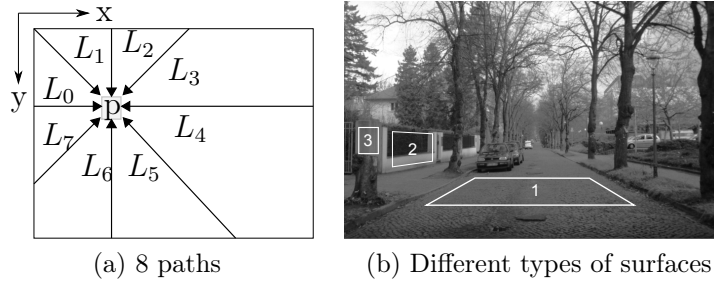 x
y
L₀
L₁
L₂
L₃
L₄
L₅
L₆
L₇
p
1
2
3
(a) 8 paths
(b) Different types of surfaces